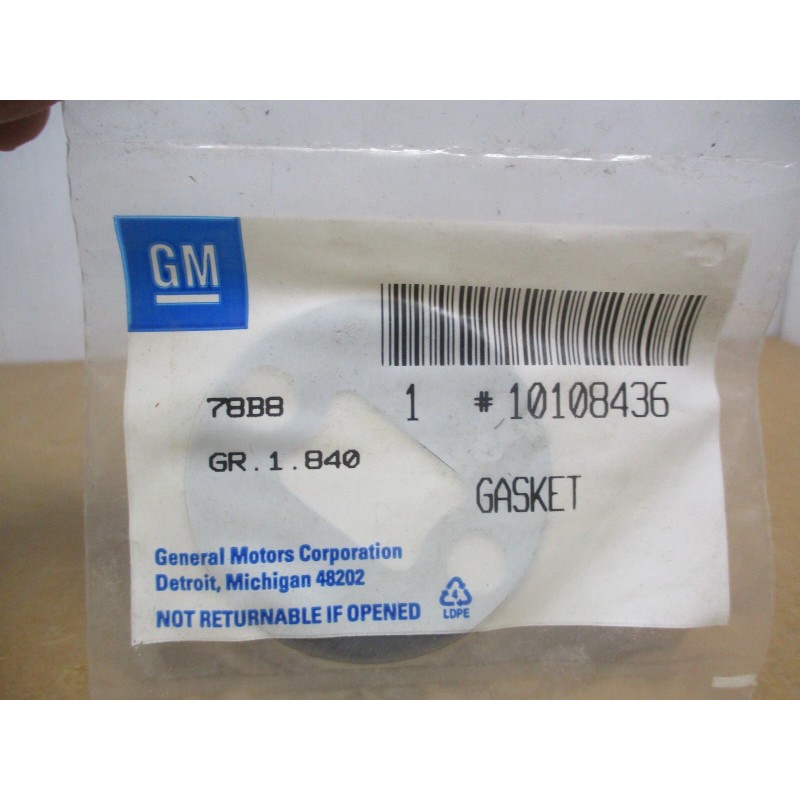 GM
78B8 1 # 10108436
GR.1.840
GASKET
General Motors Corporation
Detroit, Michigan 48202
NOT RETURNABLE IF OPENED
4
LDPE